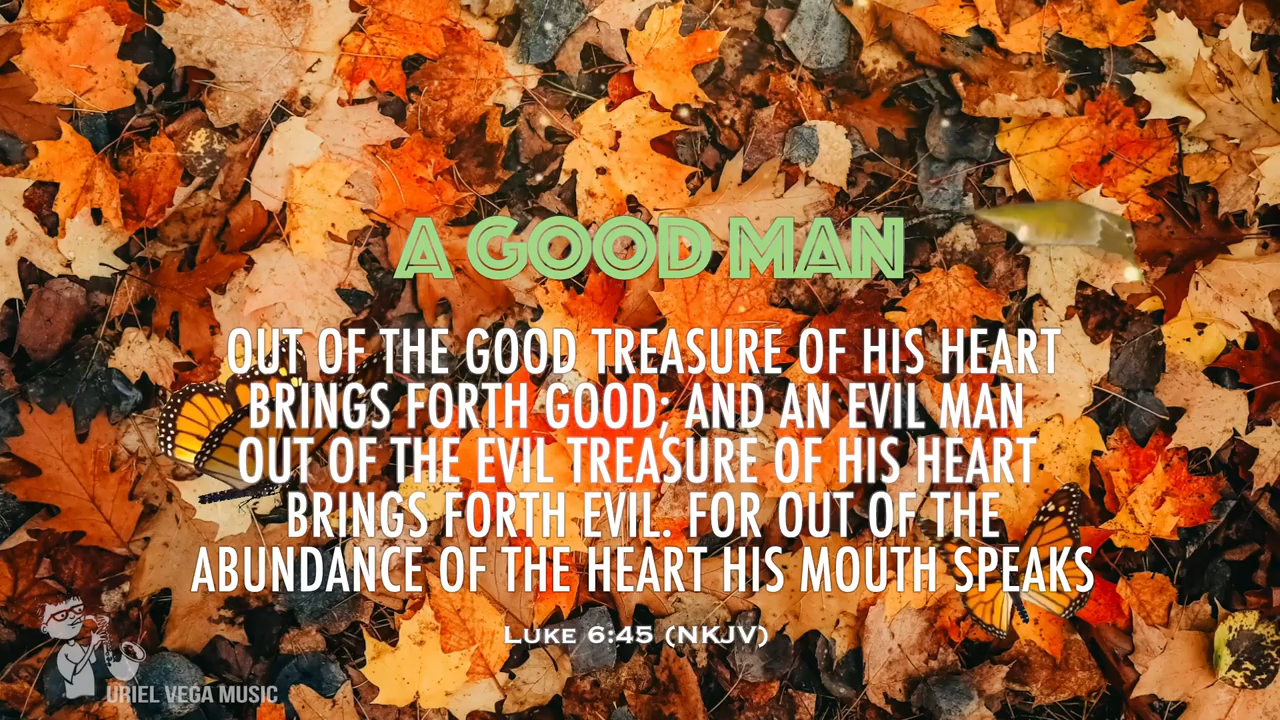 A GOOD MAN
OUT OF THE GOOD TREASURE OF HIS HEART
BRINGS FORTH GOOD; AND AN EVIL MAN
OUT OF THE EVIL TREASURE OF HIS HEART
BRINGS FORTH EVIL. FOR OUT OF THE
ABUNDANCE OF THE HEART HIS MOUTH SPEAKS
LUKE 6:45 (NKJV)
URIEL VEGA MUSIC